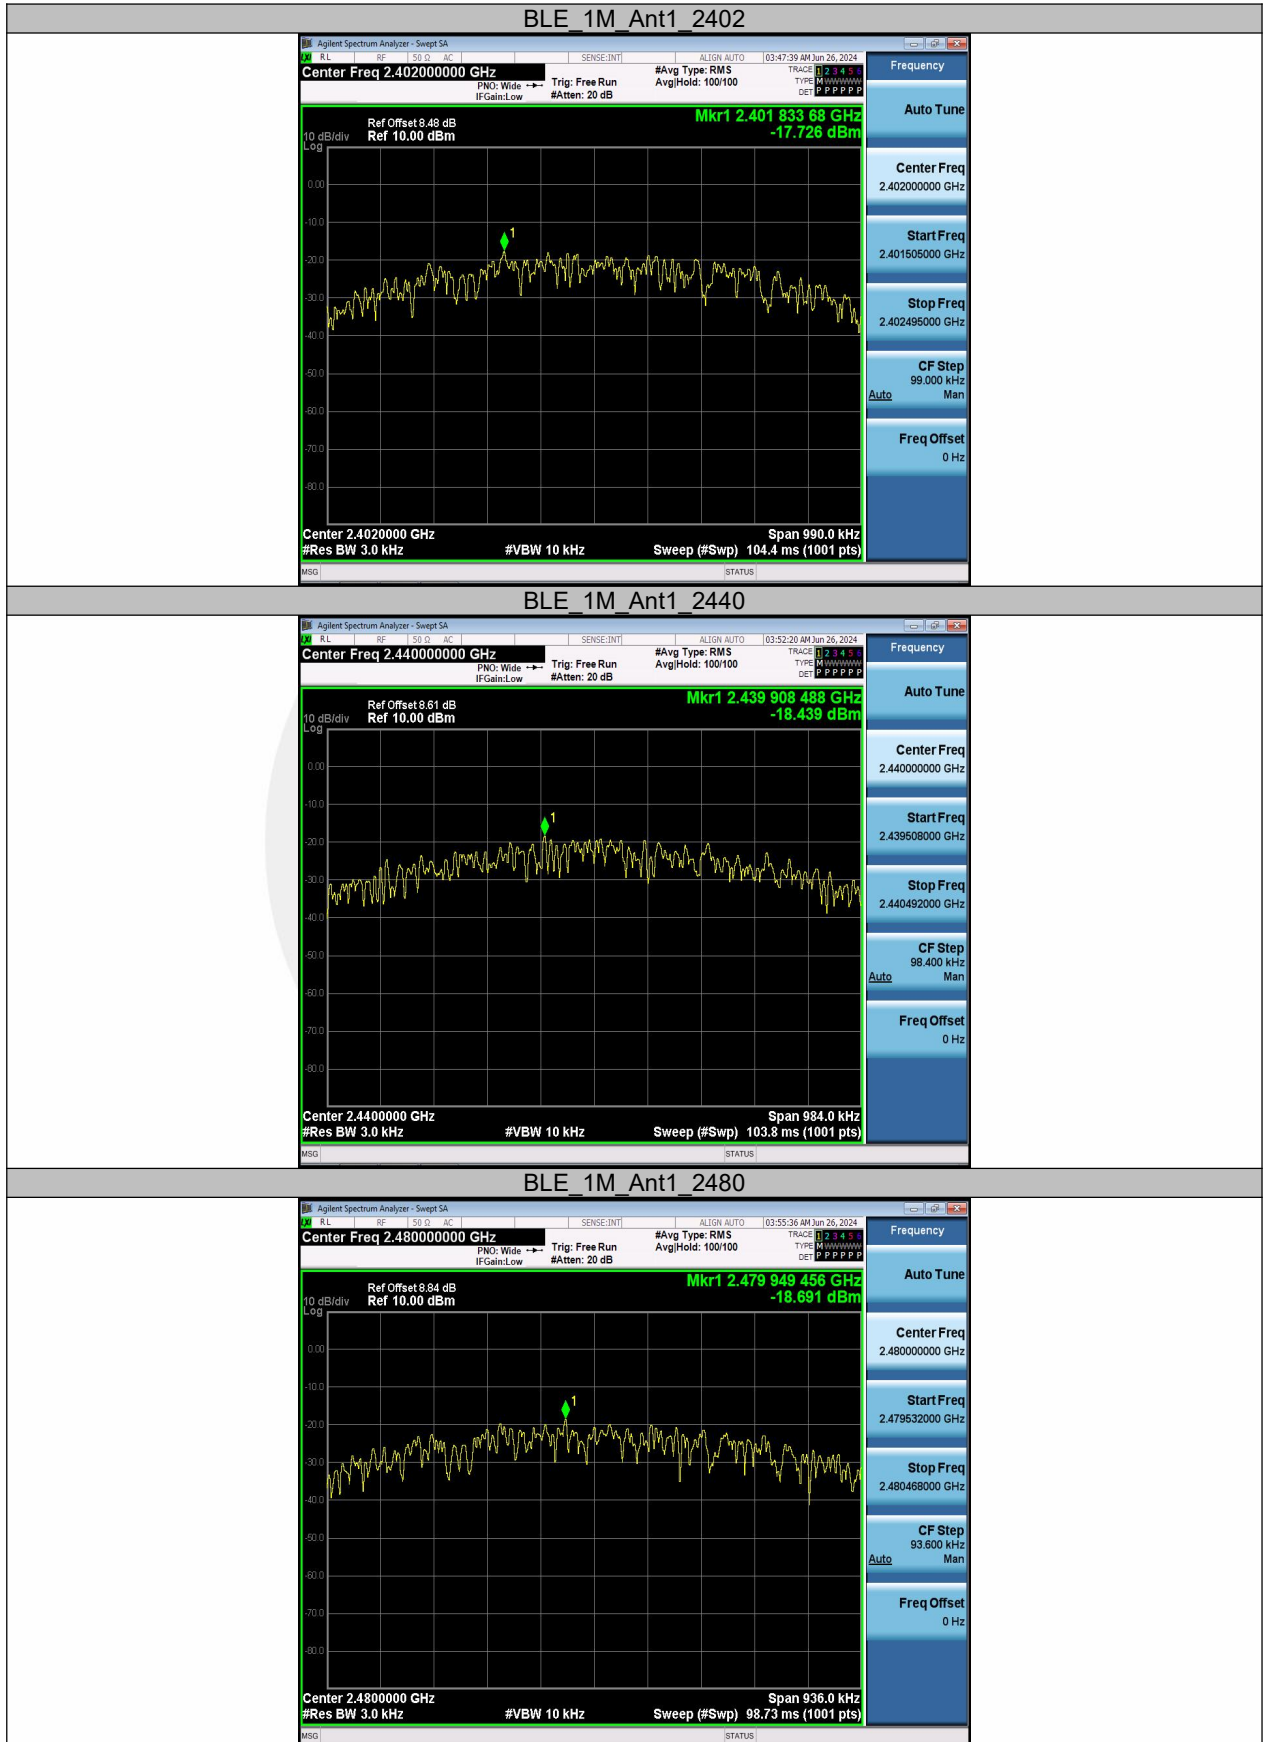 BLE_1M_Ant1_2402
Agilent Spectrum Analyzer - Swept SA
RL RF 50 Ω AC SENSE:INT ALIGN AUTO 03:47:39 AM Jun 26, 2024
Center Freq 2.402000000 GHz
PNO: Wide
IFGain:Low
Trig: Free Run
#Atten: 20 dB
#Avg Type: RMS
Avg|Hold: 100/100
TRACE 1 2 3 4 5 6
TYPE M WWWWW
DET P P P P P P
Frequency
Auto Tune
Mkr1 2.401 833 68 GHz
-17.726 dBm
Ref Offset 8.48 dB
10 dB/div Ref 10.00 dBm
Log
0.00
-10.0
-20.0
-30.0
-40.0
-50.0
-60.0
-70.0
-80.0
1
Center Freq
2.402000000 GHz
Start Freq
2.401505000 GHz
Stop Freq
2.402495000 GHz
CF Step
99.000 kHz
Auto Man
Freq Offset
0 Hz
Center 2.4020000 GHz Span 990.0 kHz
#Res BW 3.0 kHz #VBW 10 kHz Sweep (#Swp) 104.4 ms (1001 pts)
MSG STATUS
BLE_1M_Ant1_2440
Agilent Spectrum Analyzer - Swept SA
RL RF 50 Ω AC SENSE:INT ALIGN AUTO 03:52:20 AM Jun 26, 2024
Center Freq 2.440000000 GHz
PNO: Wide
IFGain:Low
Trig: Free Run
#Atten: 20 dB
#Avg Type: RMS
Avg|Hold: 100/100
TRACE 1 2 3 4 5 6
TYPE M WWWWW
DET P P P P P P
Frequency
Auto Tune
Mkr1 2.439 908 488 GHz
-18.439 dBm
Ref Offset 8.61 dB
10 dB/div Ref 10.00 dBm
Log
0.00
-10.0
-20.0
-30.0
-40.0
-50.0
-60.0
-70.0
-80.0
1
Center Freq
2.440000000 GHz
Start Freq
2.439508000 GHz
Stop Freq
2.440492000 GHz
CF Step
98.400 kHz
Auto Man
Freq Offset
0 Hz
Center 2.4400000 GHz Span 984.0 kHz
#Res BW 3.0 kHz #VBW 10 kHz Sweep (#Swp) 103.8 ms (1001 pts)
MSG STATUS
BLE_1M_Ant1_2480
Agilent Spectrum Analyzer - Swept SA
RL RF 50 Ω AC SENSE:INT ALIGN AUTO 03:55:36 AM Jun 26, 2024
Center Freq 2.480000000 GHz
PNO: Wide
IFGain:Low
Trig: Free Run
#Atten: 20 dB
#Avg Type: RMS
Avg|Hold: 100/100
TRACE 1 2 3 4 5 6
TYPE M WWWWW
DET P P P P P P
Frequency
Auto Tune
Mkr1 2.479 949 456 GHz
-18.691 dBm
Ref Offset 8.84 dB
10 dB/div Ref 10.00 dBm
Log
0.00
-10.0
-20.0
-30.0
-40.0
-50.0
-60.0
-70.0
-80.0
1
Center Freq
2.480000000 GHz
Start Freq
2.479532000 GHz
Stop Freq
2.480468000 GHz
CF Step
93.600 kHz
Auto Man
Freq Offset
0 Hz
Center 2.4800000 GHz Span 936.0 kHz
#Res BW 3.0 kHz #VBW 10 kHz Sweep (#Swp) 98.73 ms (1001 pts)
MSG STATUS